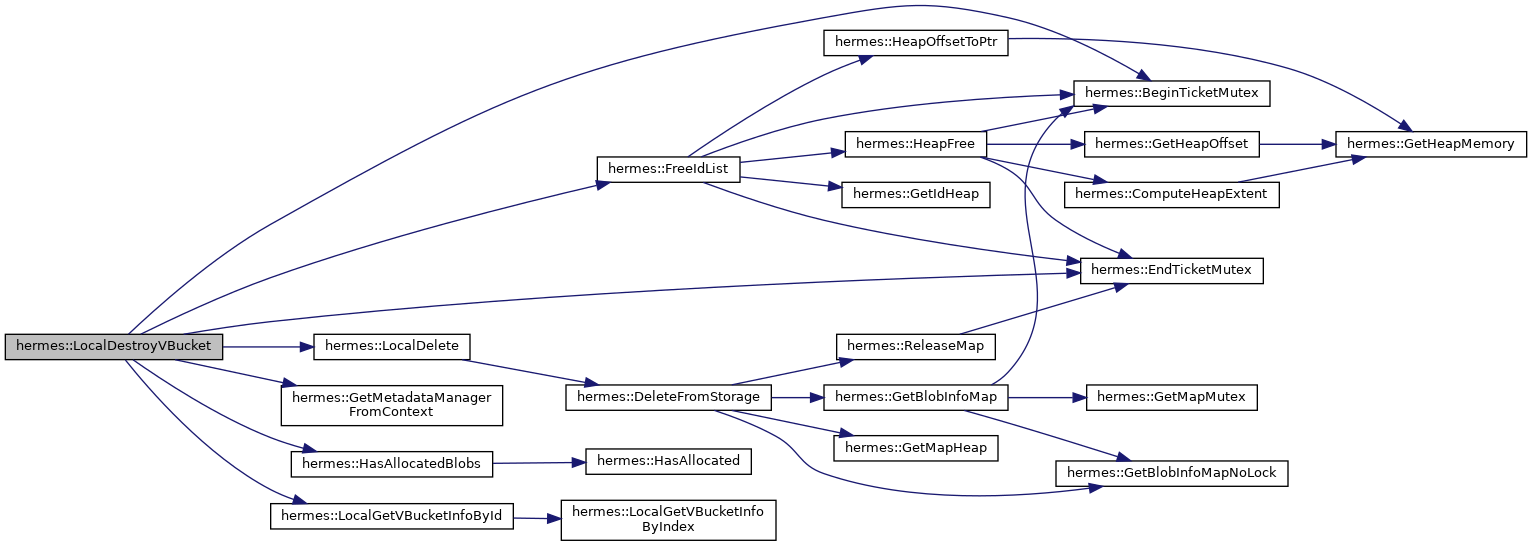 hermes::HeapOffsetToPtr
hermes::BeginTicketMutex
hermes::HeapFree
hermes::GetHeapOffset
hermes::GetHeapMemory
hermes::FreeIdList
hermes::GetIdHeap
hermes::ComputeHeapExtent
hermes::EndTicketMutex
hermes::LocalDestroyVBucket
hermes::LocalDelete
hermes::ReleaseMap
hermes::GetMetadataManager
FromContext
hermes::DeleteFromStorage
hermes::GetBlobInfoMap
hermes::GetMapMutex
hermes::GetMapHeap
hermes::HasAllocatedBlobs
hermes::HasAllocated
hermes::GetBlobInfoMapNoLock
hermes::LocalGetVBucketInfoById
hermes::LocalGetVBucketInfo
ByIndex